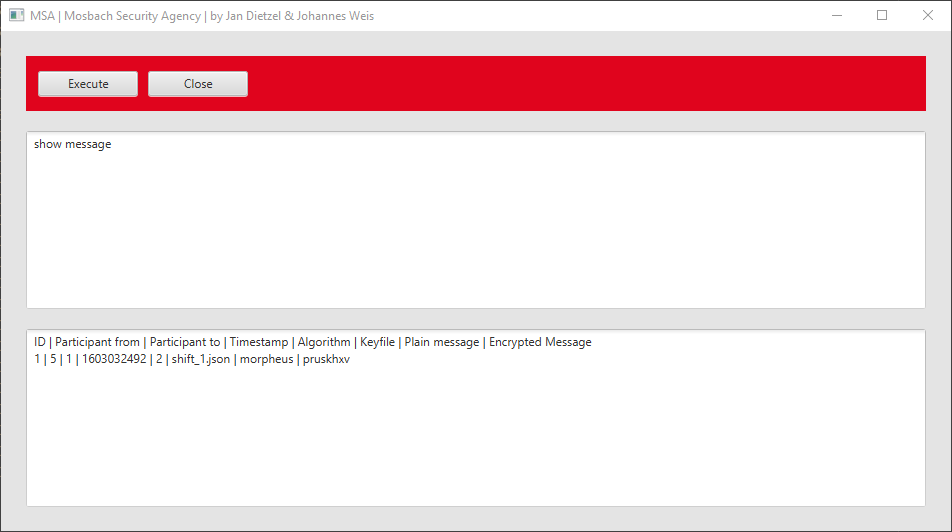 MSA | Mosbach Security Agency | by Jan Dietzel & Johannes Weis
Execute
Close
show message
ID | Participant from | Participant to | Timestamp | Algorithm | Keyfile | Plain message | Encrypted Message
1 | 5 | 1 | 1603032492 | 2 | shift_1.json | morpheus | pruskhxv